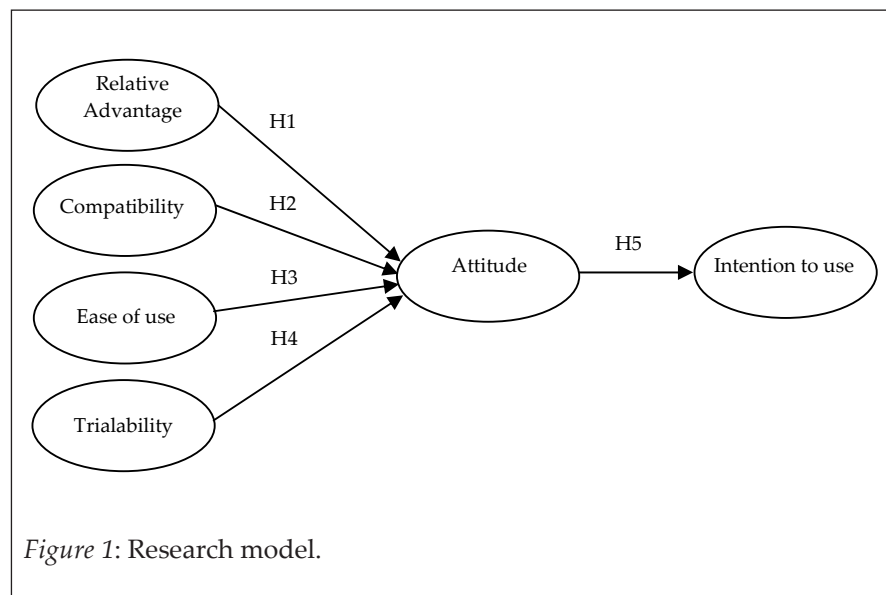 Relative
Advantage
H1
Compatibility
H2
Attitude
H5
Intention to use
Ease of use
H3
H4
Trialability
Figure 1: Research model.